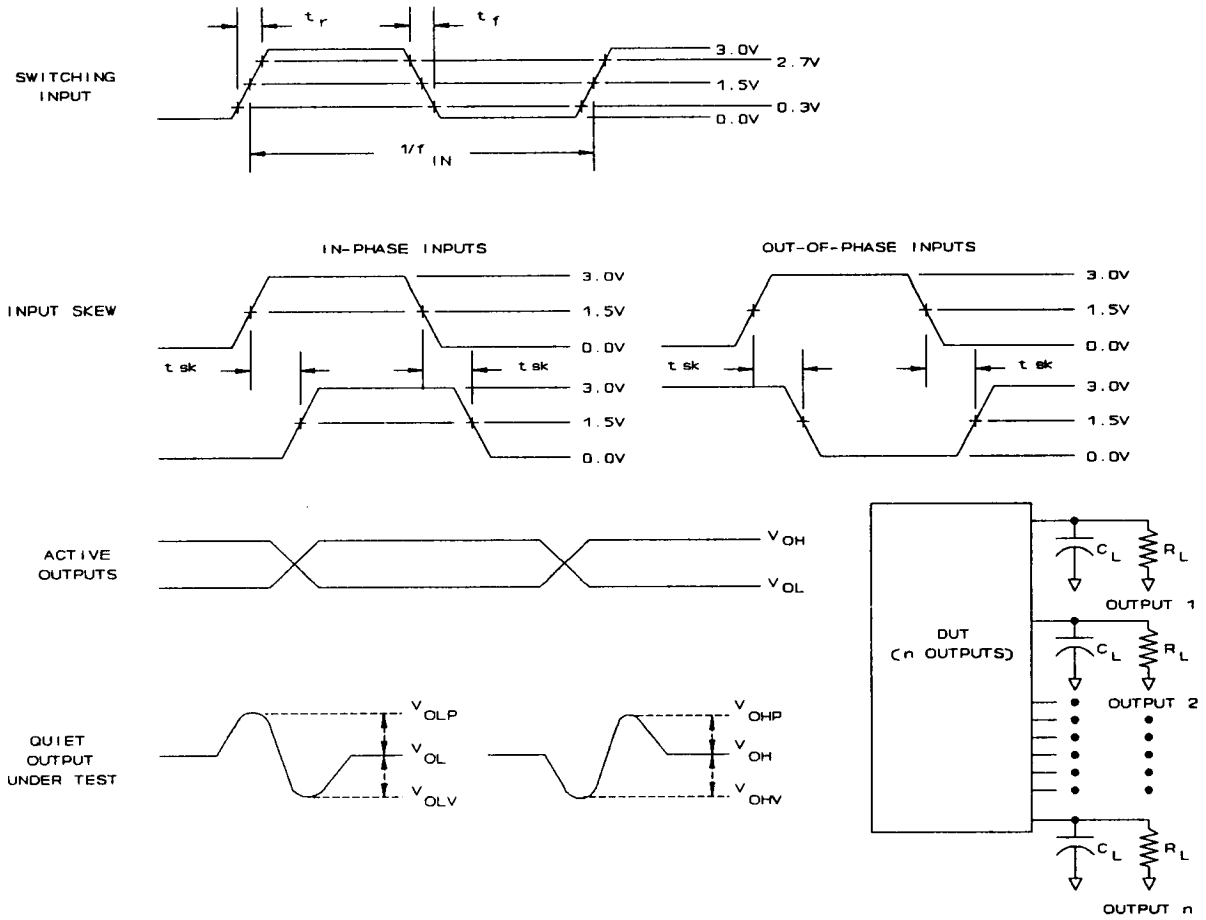 t r
t f
SWITCHING
INPUT
3.0V
2.7V
1.5V
0.3V
0.0V
1/f IN
IN-PHASE INPUTS
OUT-OF-PHASE INPUTS
INPUT SKEW
3.0V
1.5V
0.0V
t sk
t sk
3.0V
1.5V
0.0V
3.0V
1.5V
0.0V
t sk
t sk
3.0V
1.5V
0.0V
ACTIVE
OUTPUTS
V OH
V OL
QUIET
OUTPUT
UNDER TEST
V OLP
V OL
V OLV
V OHP
V OH
V OHV
DUT
(n OUTPUTS)
C L
R L
OUTPUT 1
C L
R L
OUTPUT 2
C L
R L
OUTPUT n